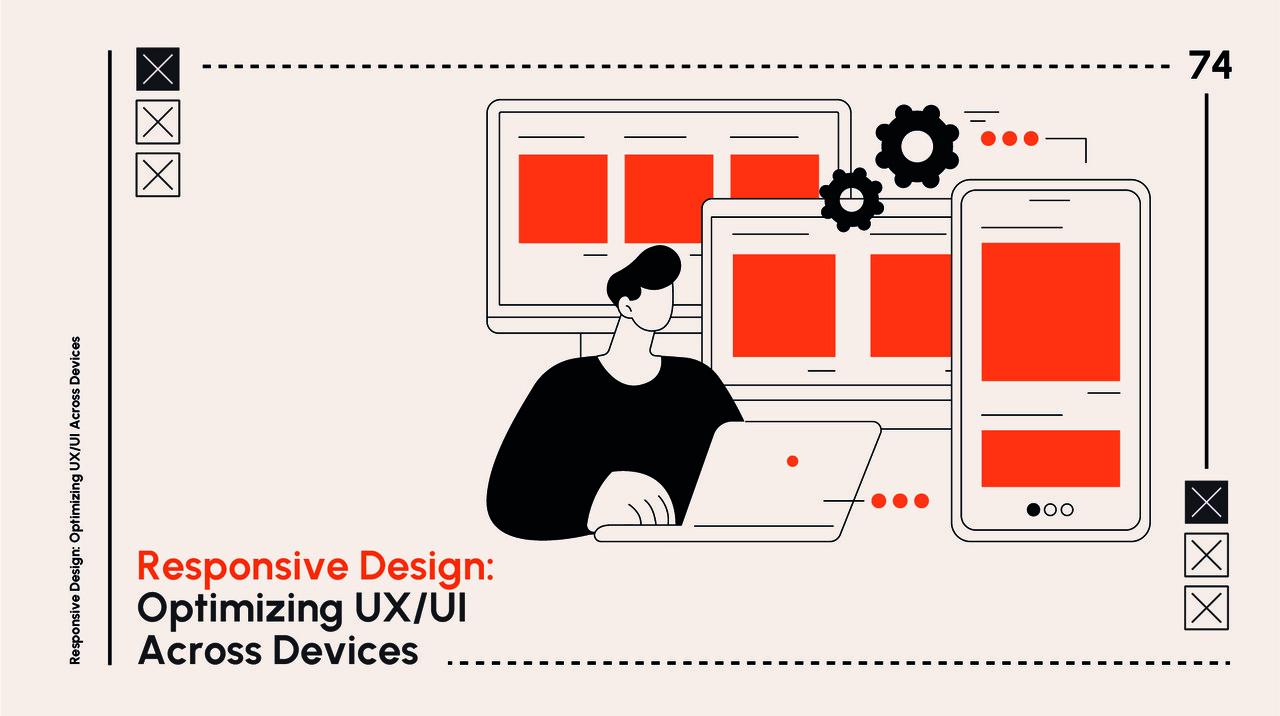 74
Responsive Design: Optimizing UX/UI Across Devices
Responsive Design:
Optimizing UX/UI
Across Devices